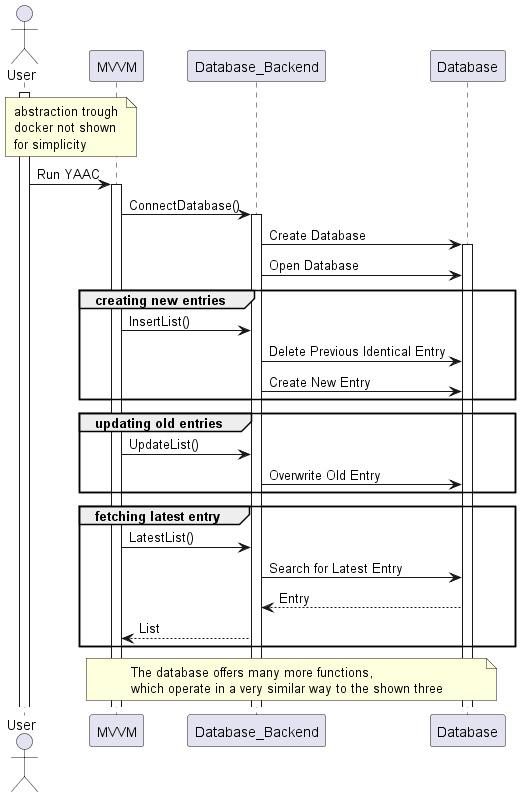 User
MVVM
Database_Backend
Database
abstraction trough
docker not shown
for simplicity
Run YAAC
ConnectDatabase()
Create Database
Open Database
creating new entries
InsertList()
Delete Previous Identical Entry
Create New Entry
updating old entries
UpdateList()
Overwrite Old Entry
fetching latest entry
LatestList()
Search for Latest Entry
Entry
List
The database offers many more functions,
which operate in a very similar way to the shown three
User
MVVM
Database_Backend
Database